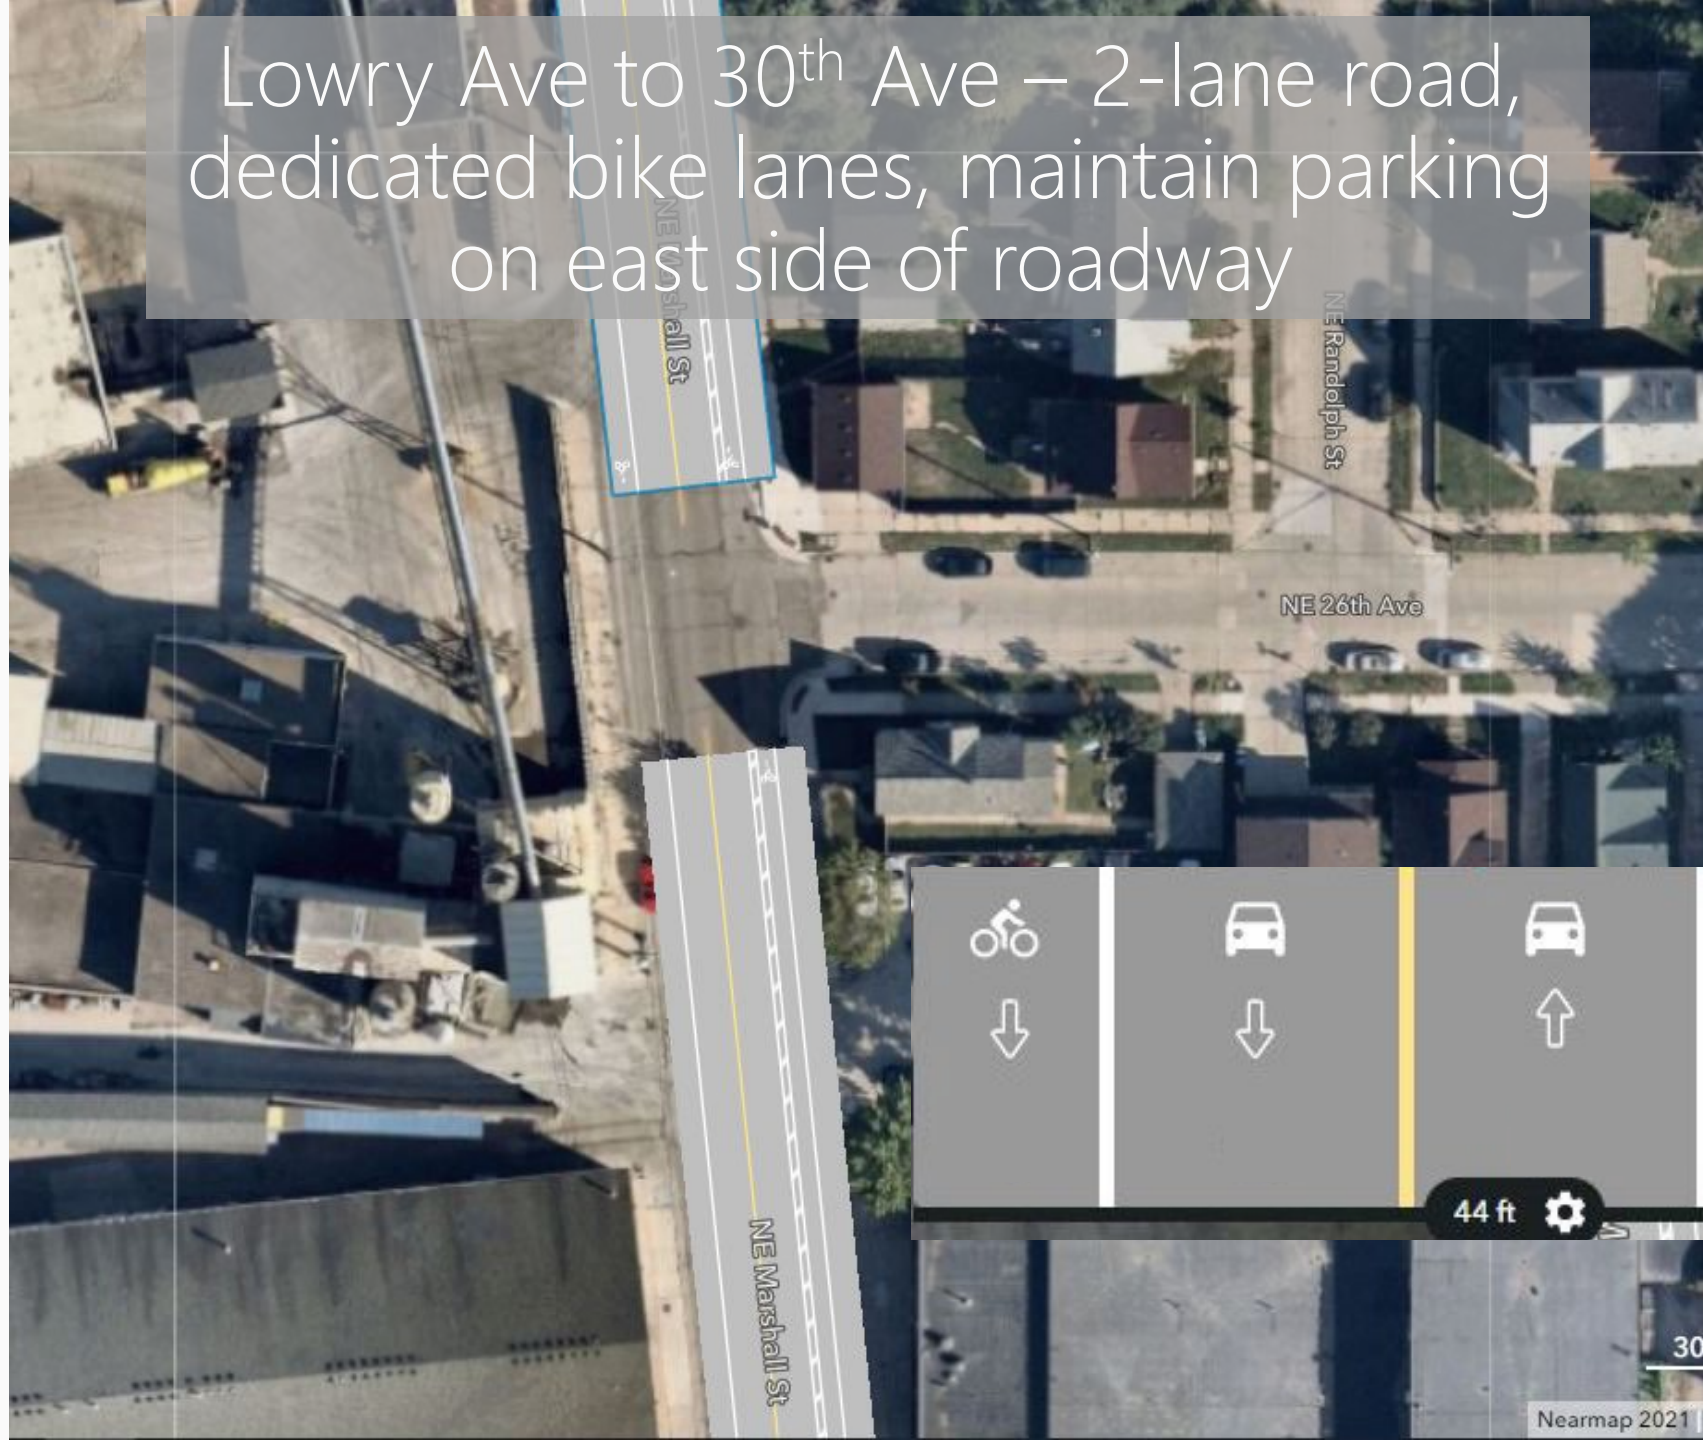 Lowry Ave to 30th Ave – 2-lane road,
dedicated bike lanes, maintain parking
on east side of roadway
NE Marshall St
NE Randolph St
NE 26th Ave
44 ft
NE Marshall St
30
Nearmap 2021